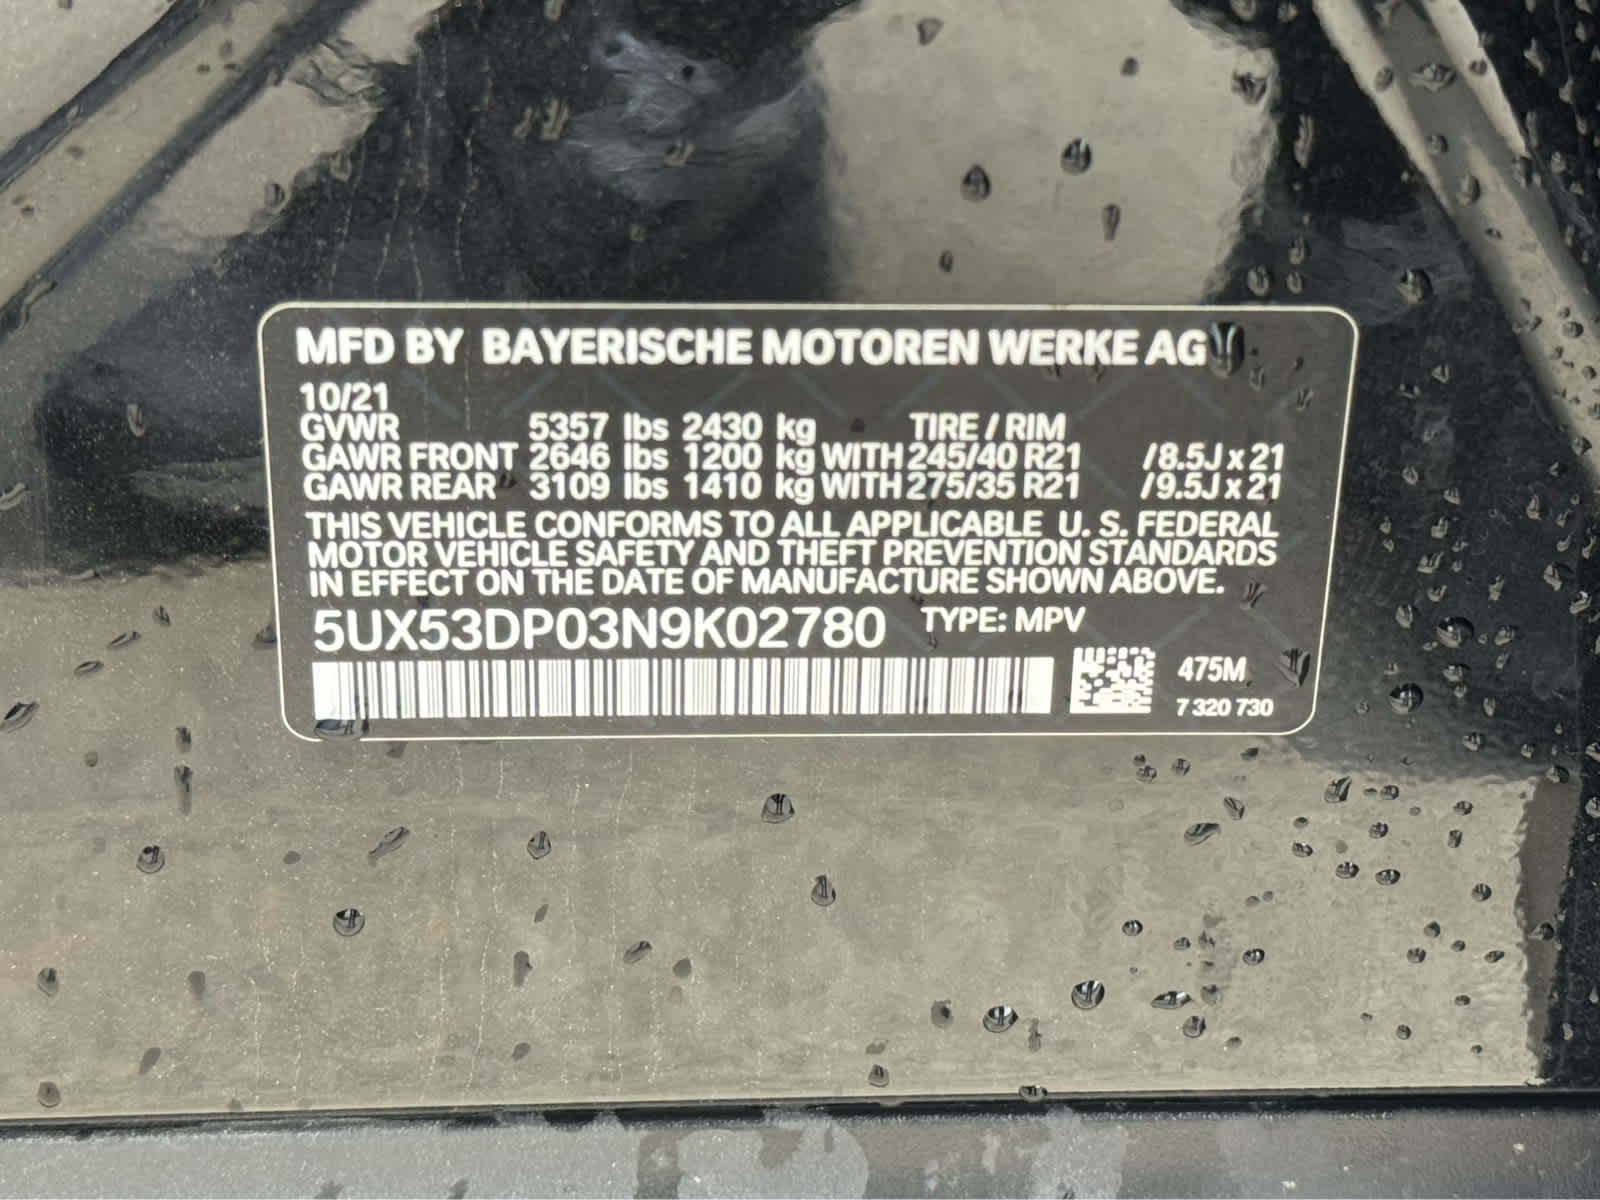 MFD BY BAYERISCHE MOTOREN WERKE AG
10/21
GVWR 5357 lbs 2430 kg TIRE / RIM
GAWR FRONT 2646 lbs 1200 kg WITH 245/40 R21 /8.5J x 21
GAWR REAR 3109 lbs 1410 kg WITH 275/35 R21 /9.5J x 21
THIS VEHICLE CONFORMS TO ALL APPLICABLE U. S. FEDERAL
MOTOR VEHICLE SAFETY AND THEFT PREVENTION STANDARDS
IN EFFECT ON THE DATE OF MANUFACTURE SHOWN ABOVE.
5UX53DP03N9K02780 TYPE: MPV
475M
7 320 730